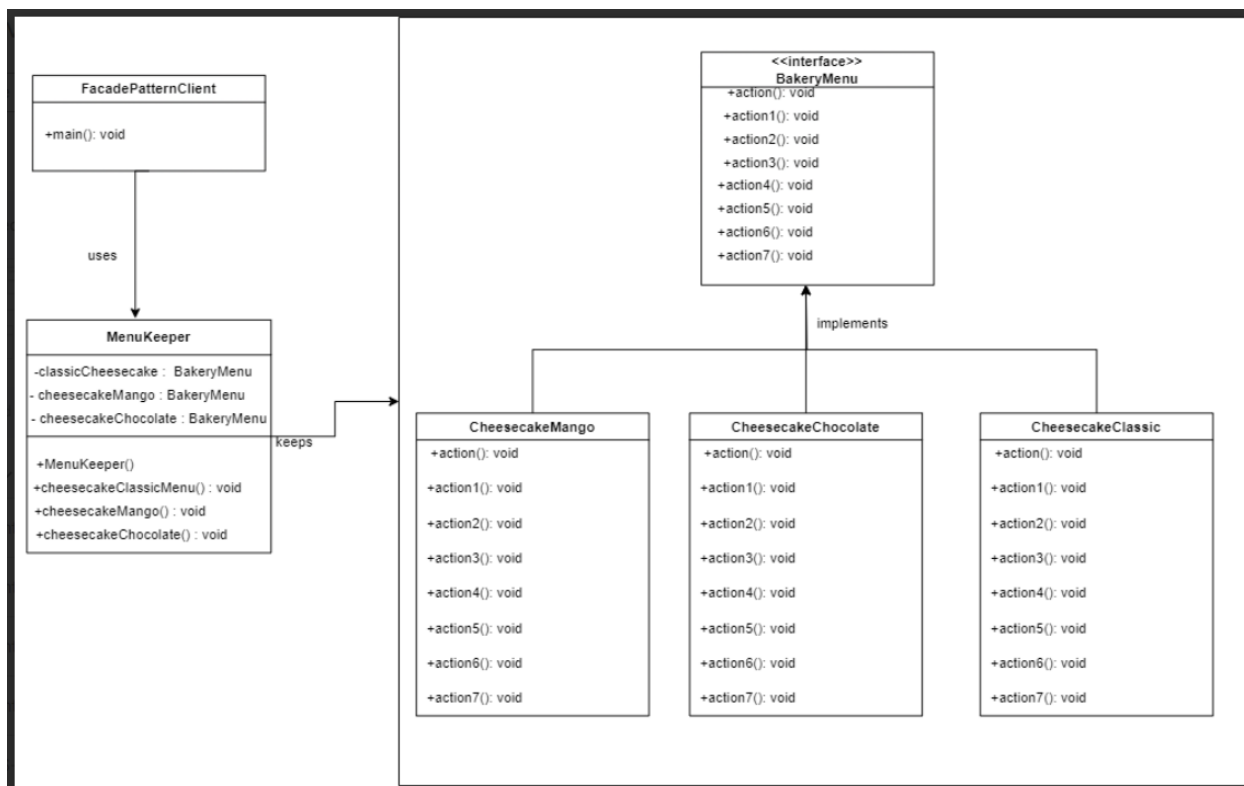 FacadePatternClient
+main(): void
uses
MenuKeeper
-classicCheesecake : BakeryMenu
- cheesecakeMango : BakeryMenu
- cheesecakeChocolate : BakeryMenu
+MenuKeeper()
+cheesecakeClassicMenu() : void
+cheesecakeMango() : void
+cheesecakeChocolate() : void
keeps
<<interface>>
BakeryMenu
+action(): void
+action1(): void
+action2(): void
+action3(): void
+action4(): void
+action5(): void
+action6(): void
+action7(): void
implements
CheesecakeMango
+action(): void
+action1(): void
+action2(): void
+action3(): void
+action4(): void
+action5(): void
+action6(): void
+action7(): void
CheesecakeChocolate
+action(): void
+action1(): void
+action2(): void
+action3(): void
+action4(): void
+action5(): void
+action6(): void
+action7(): void
CheesecakeClassic
+action(): void
+action1(): void
+action2(): void
+action3(): void
+action4(): void
+action5(): void
+action6(): void
+action7(): void